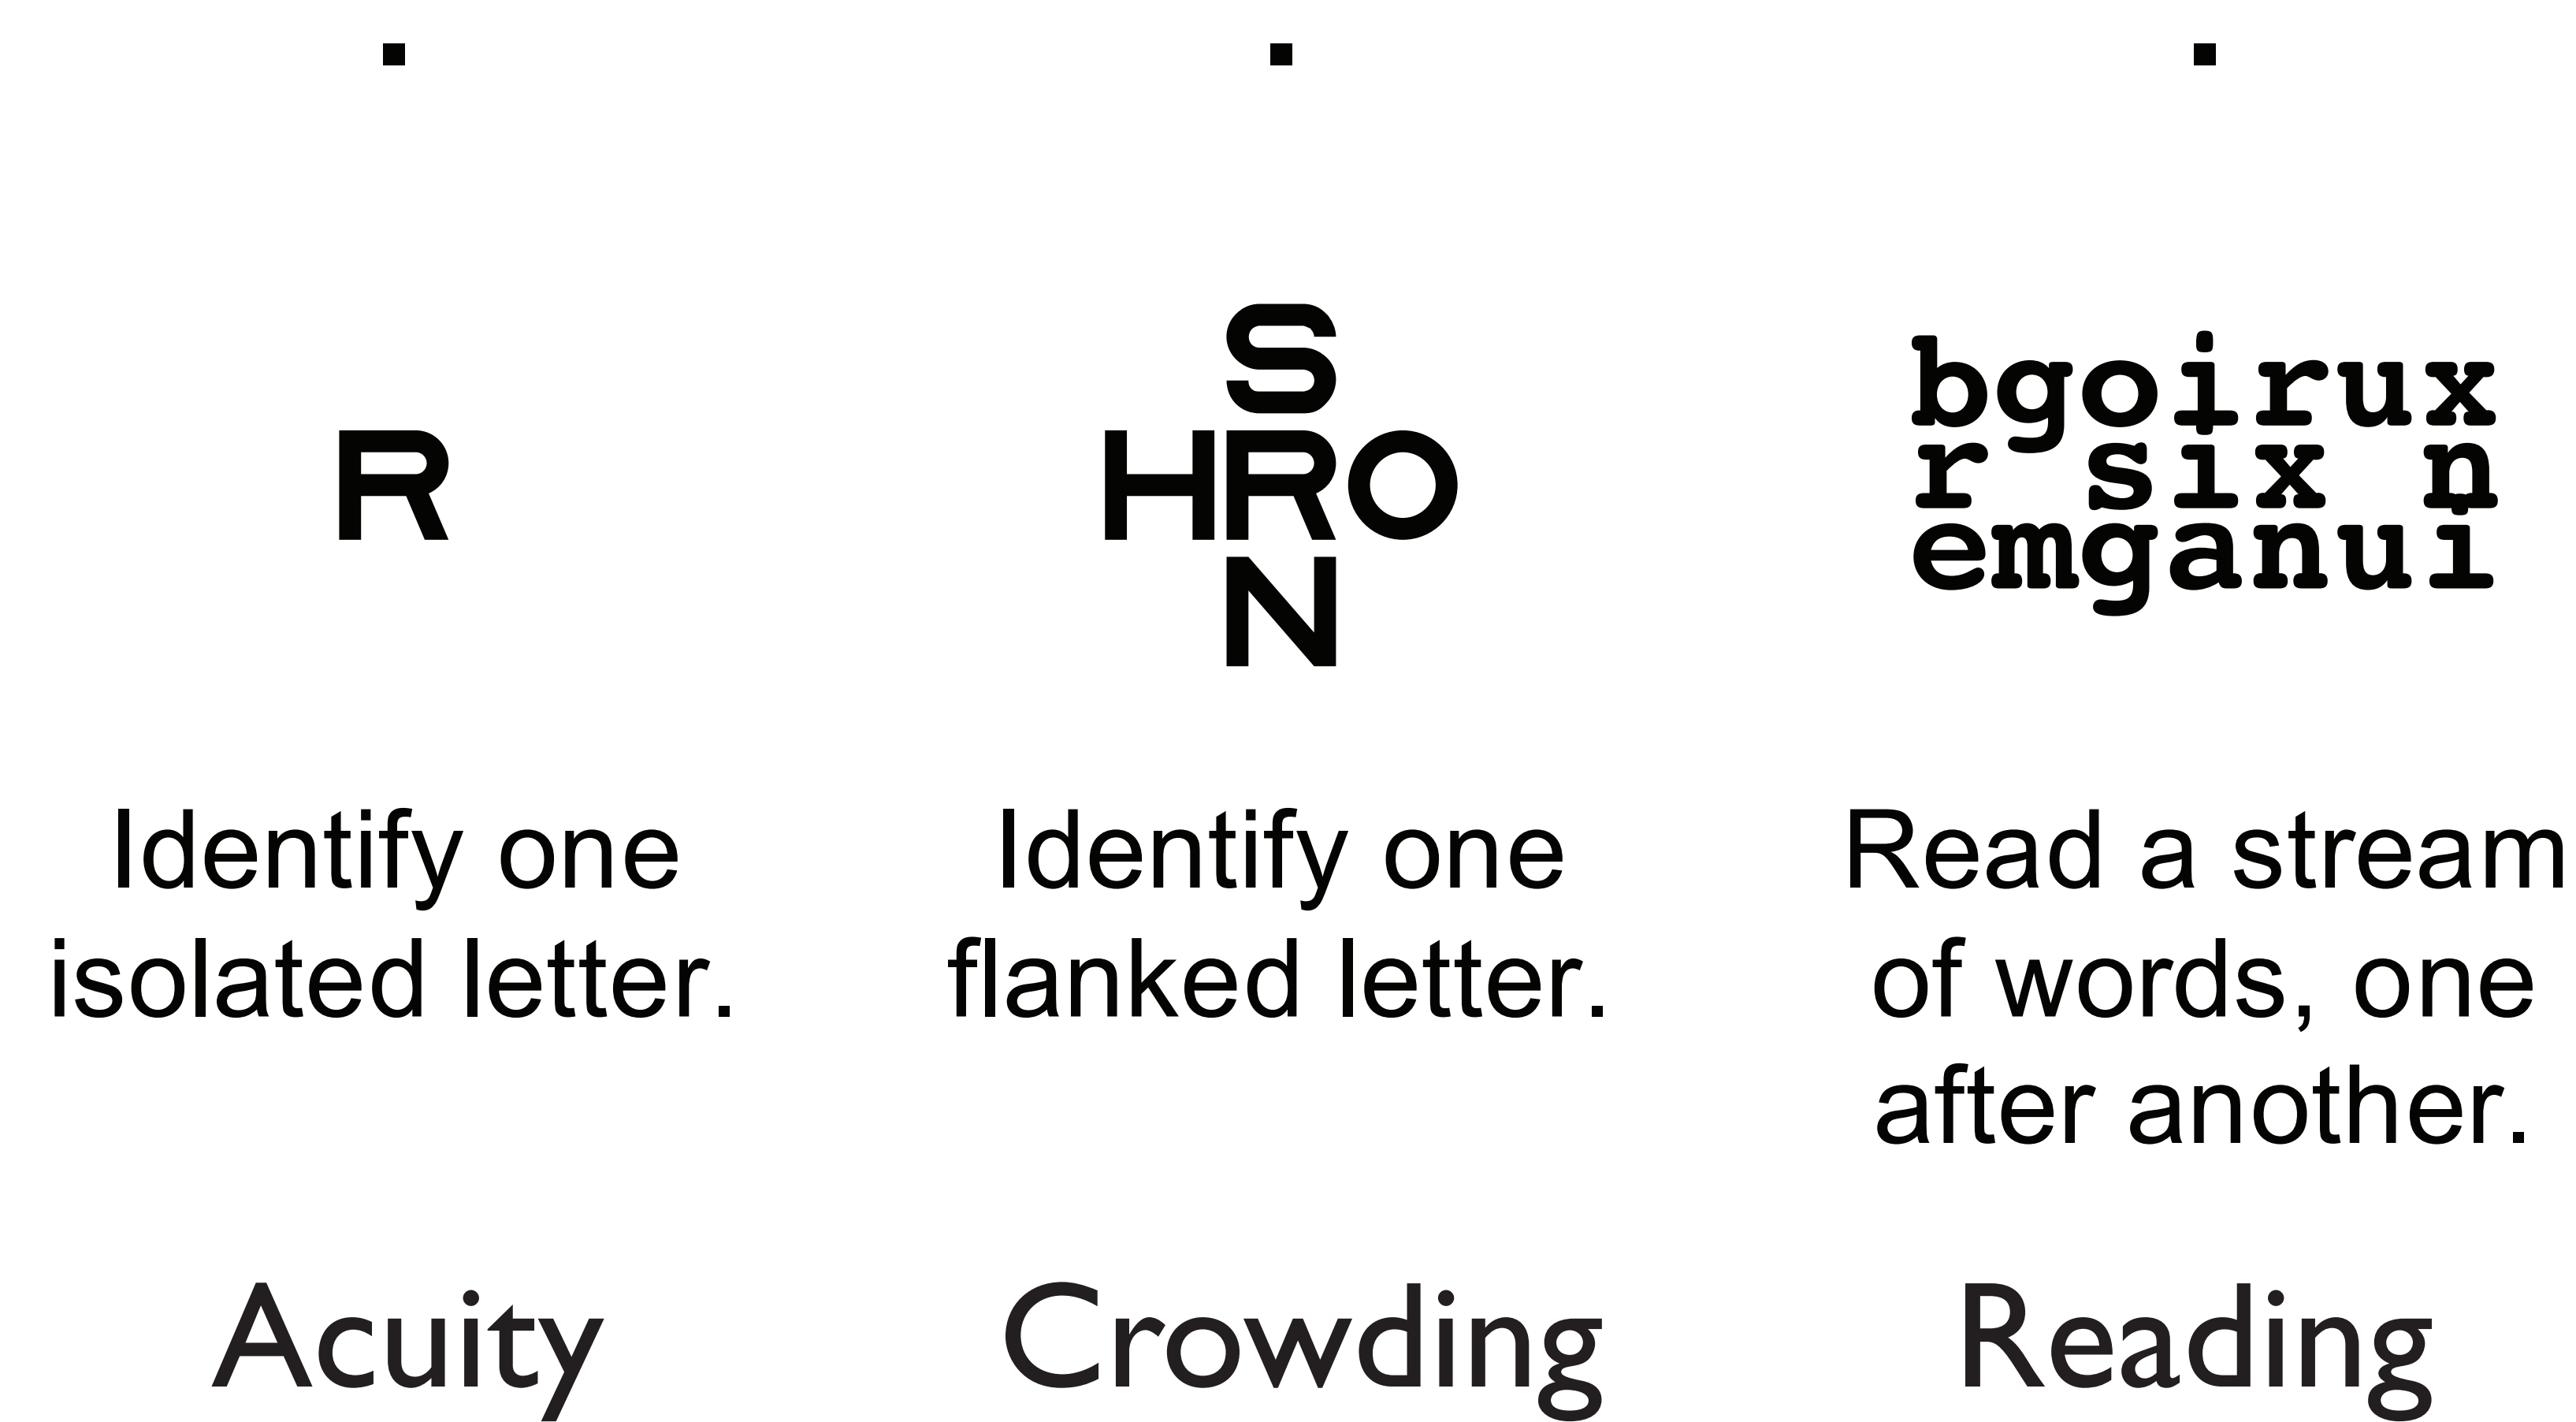 R
S
HRO
N
bgoirux
r six n
emganui
Identify one
isolated letter.
Identify one
flanked letter.
Read a stream
of words, one
after another.
Acuity
Crowding
Reading